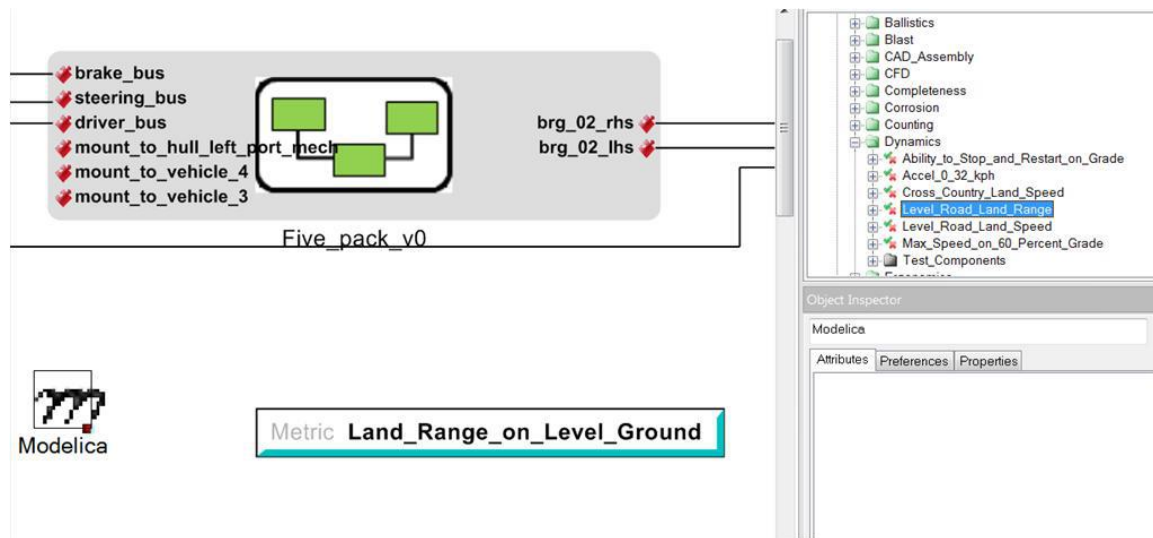 brake_bus
steering_bus
driver_bus
mount_to_hull_left_port_mech
mount_to_vehicle_4
mount_to_vehicle_3
brg_02_rhs
brg_02_lhs
Five_pack_v0
Modelica
Metric Land_Range_on_Level_Ground
Ballistics
Blast
CAD_Assembly
CFD
Completeness
Corrosion
Counting
Dynamics
Ability_to_Stop_and_Restart_on_Grade
Accel_0_32_kph
Cross_Country_Land_Speed
Level_Road_Land_Range
Level_Road_Land_Speed
Max_Speed_on_60_Percent_Grade
Test_Components
Object Inspector
Modelica
Attributes Preferences Properties